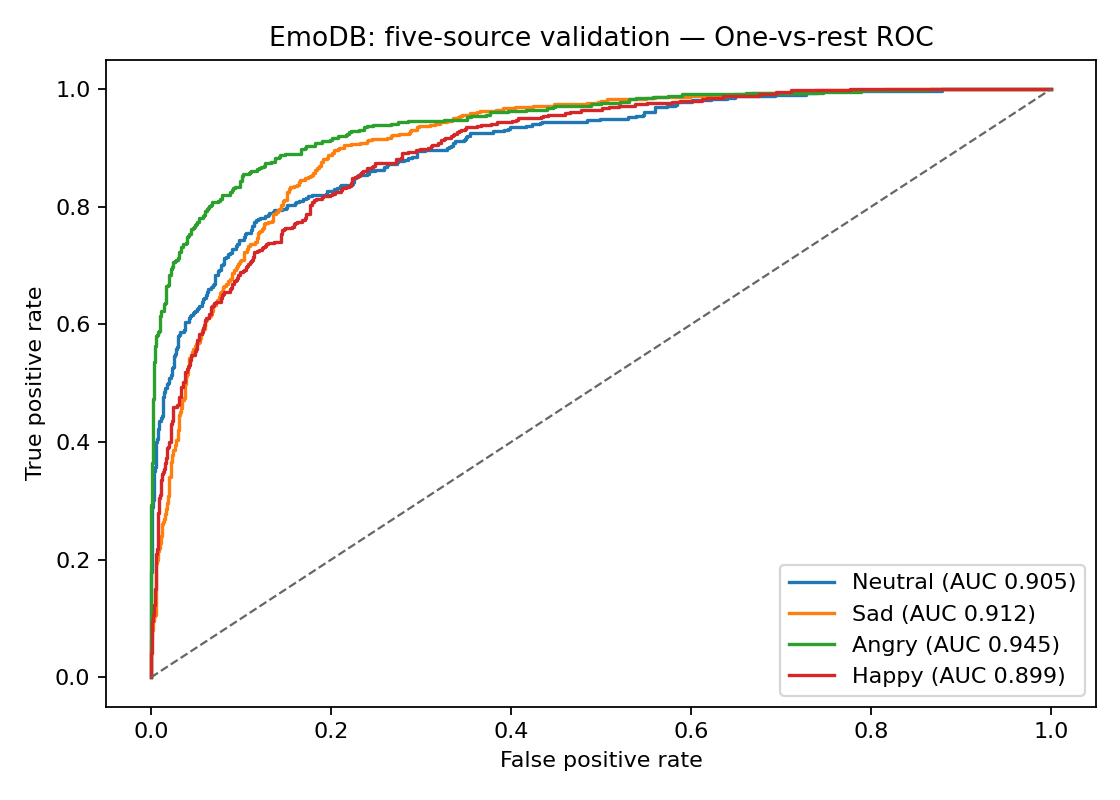 EmoDB: five-source validation — One-vs-rest ROC
True positive rate
1.0
0.8
0.6
0.4
0.2
0.0
0.0 0.2 0.4 0.6 0.8 1.0
False positive rate
Neutral (AUC 0.905)
Sad (AUC 0.912)
Angry (AUC 0.945)
Happy (AUC 0.899)